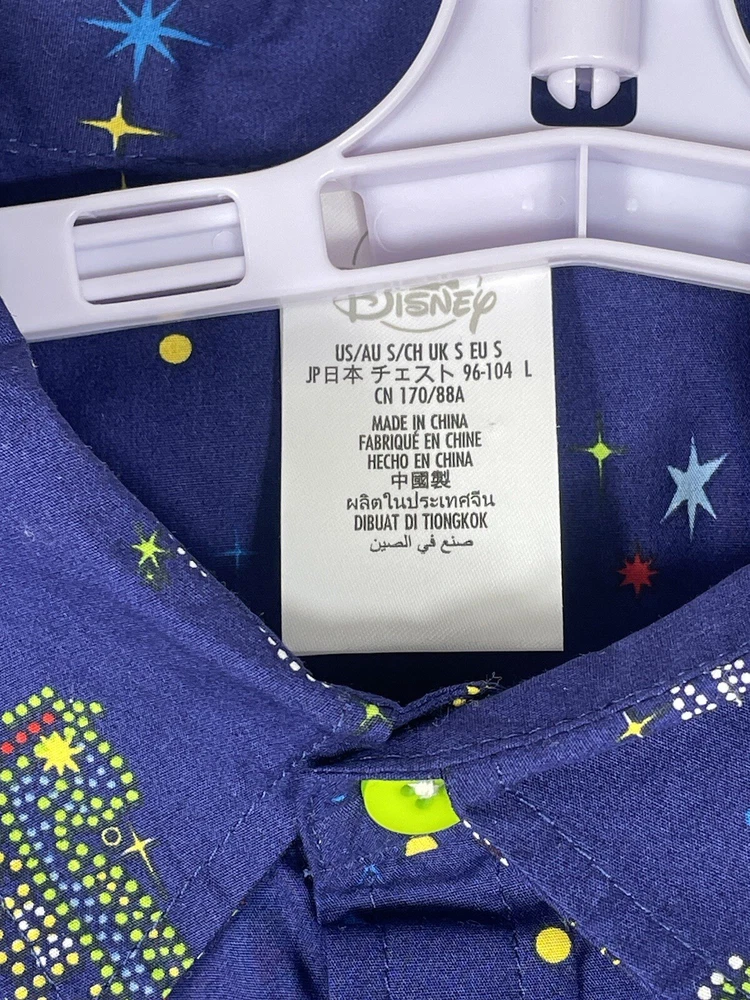 DISNEY
US/AU S/CH UK S EU S
JP日本 チェスト 96-104 L
CN 170/88A
MADE IN CHINA
FABRIQUÉ EN CHINE
HECHO EN CHINA
中國製
ผลิตในประเทศจีน
DIBUAT DI TIONGKOK
صنع في الصين